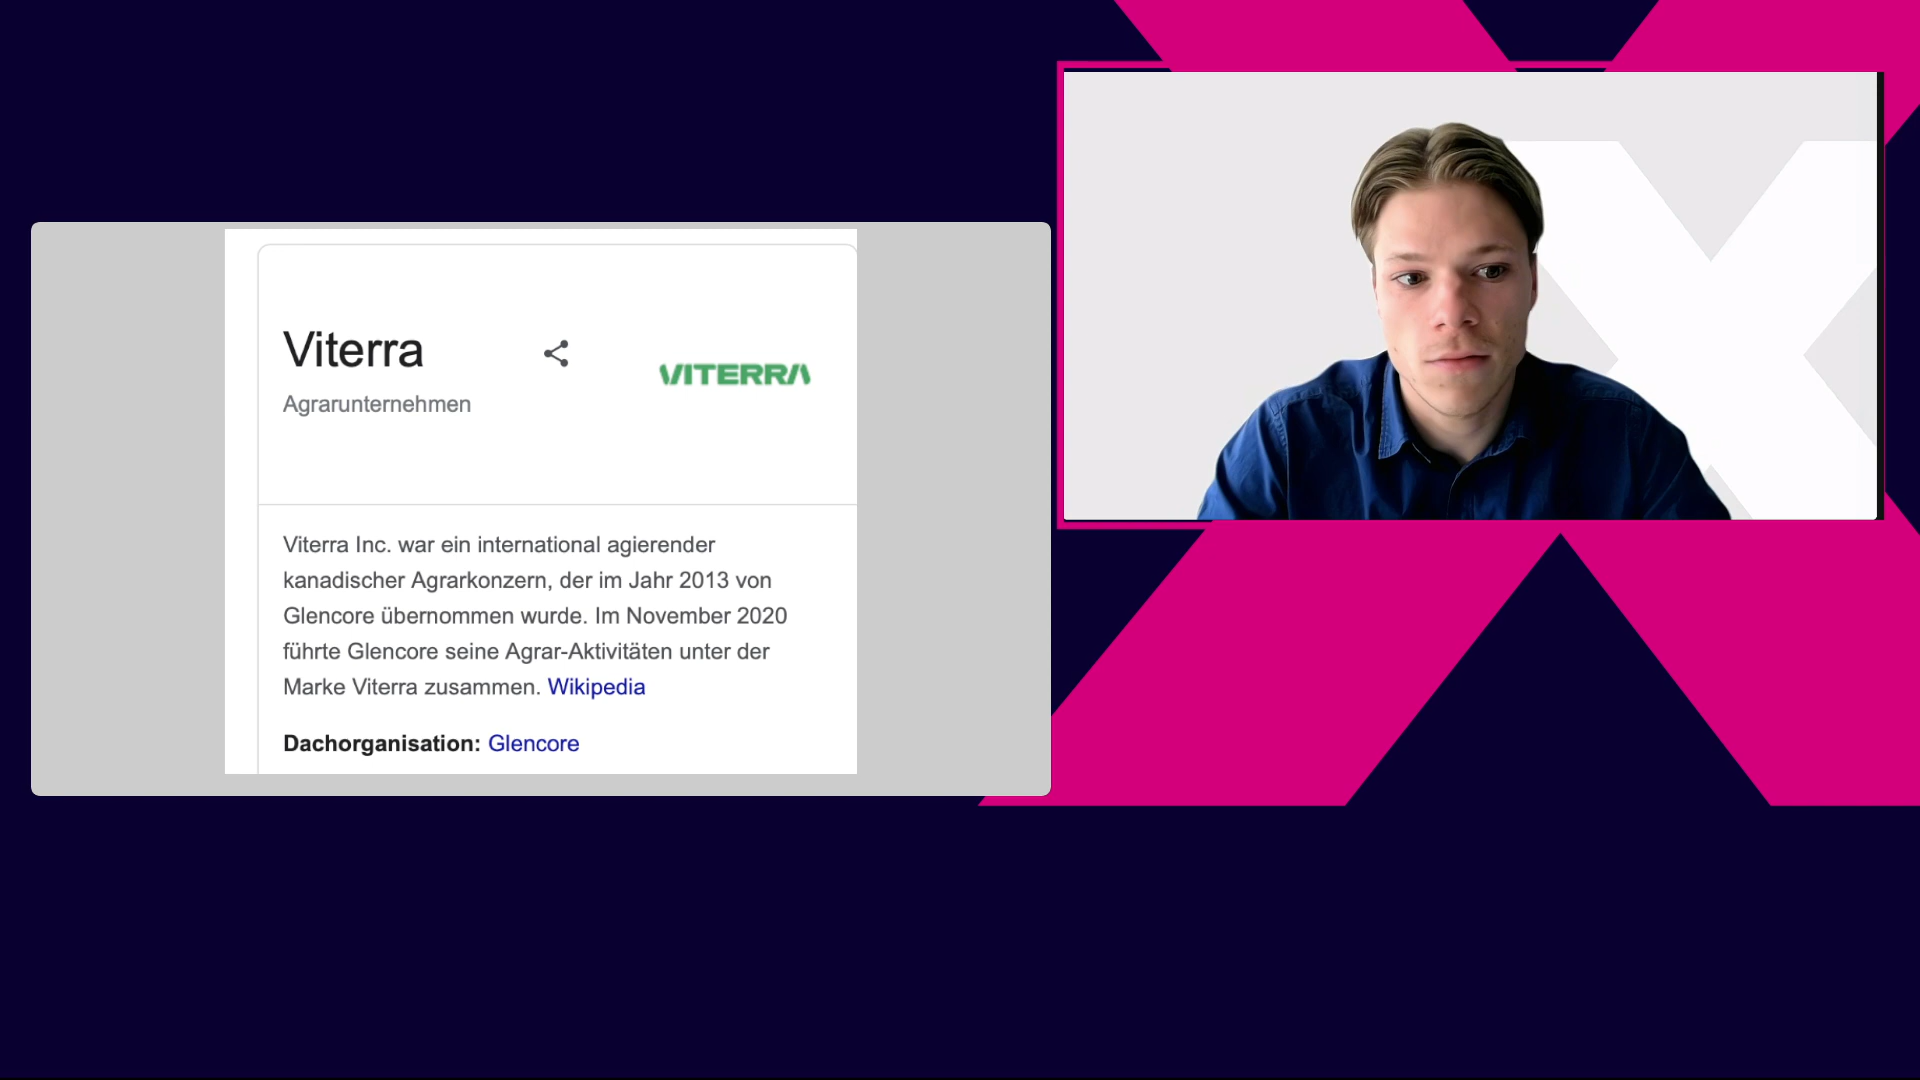 Viterra
VITERRA
Agrarunternehmen
Viterra Inc. war ein international agierender
kanadischer Agrarkonzern, der im Jahr 2013 von
Glencore übernommen wurde. Im November 2020
führte Glencore seine Agrar-Aktivitäten unter der
Marke Viterra zusammen. Wikipedia
Dachorganisation: Glencore